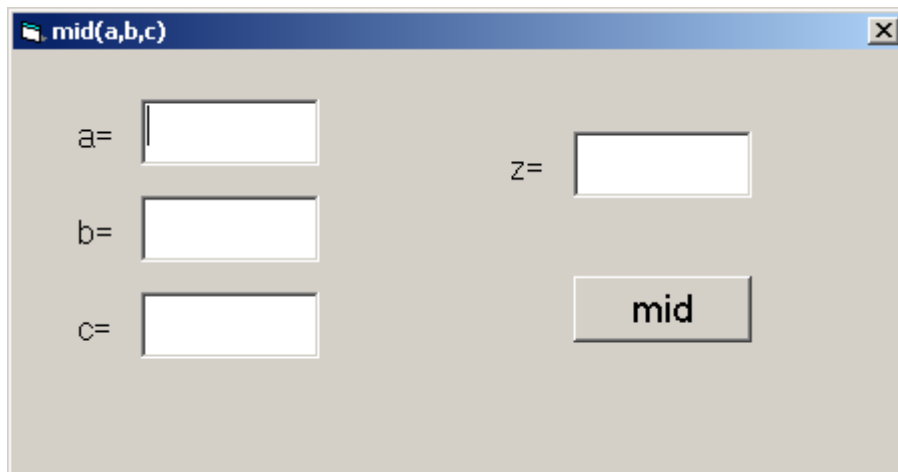 mid(a,b,c)
a=
z=
b=
c=
mid